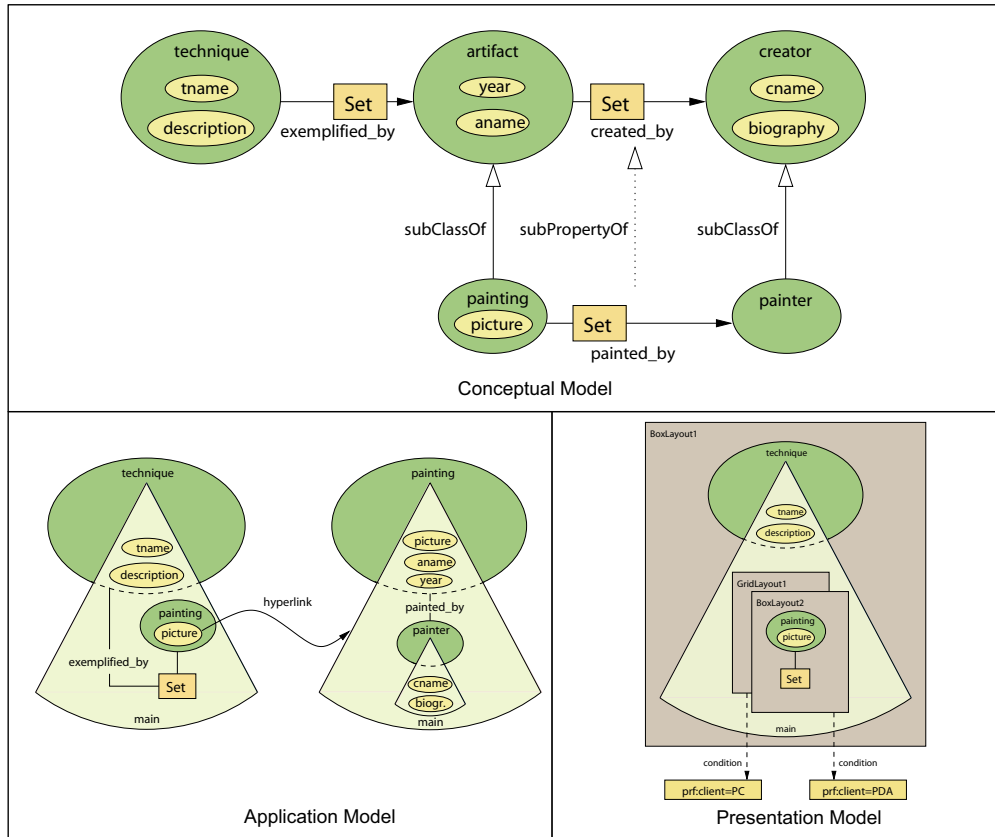 technique
tname
description
Set
exemplified_by
artifact
year
aname
Set
created_by
creator
cname
biography
subClassOf
subPropertyOf
subClassOf
painting
picture
Set
painted_by
painter
Conceptual Model
technique
tname
description
painting
picture
exemplified_by
Set
main
hyperlink
painting
picture
aname
year
painted_by
painter
cname
biogr.
main
Application Model
BoxLayout1
technique
tname
description
GridLayout1
BoxLayout2
painting
picture
Set
main
condition
condition
prf:client=PC
prf:client=PDA
Presentation Model